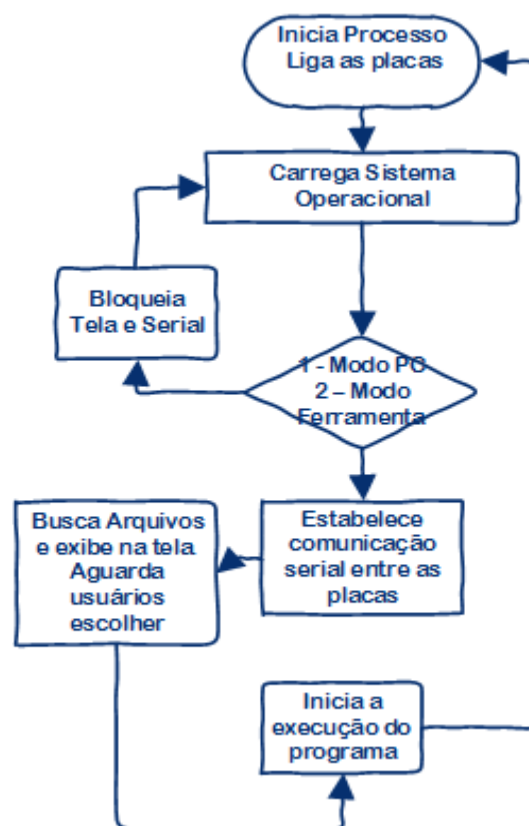 Inicia Processo
Liga as placas
Carrega Sistema
Operacional
Bloqueia
Tela e Serial
1 - Modo PC
2 – Modo
Ferramenta
Estabelece
comunicação
serial entre as
placas
Busca Arquivos
e exibe na tela.
Aguarda
usuários
escolher
Inicia a
execução do
programa